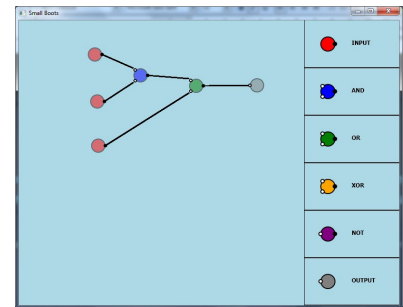 Small Boots
INPUT
AND
OR
XOR
NOT
OUTPUT